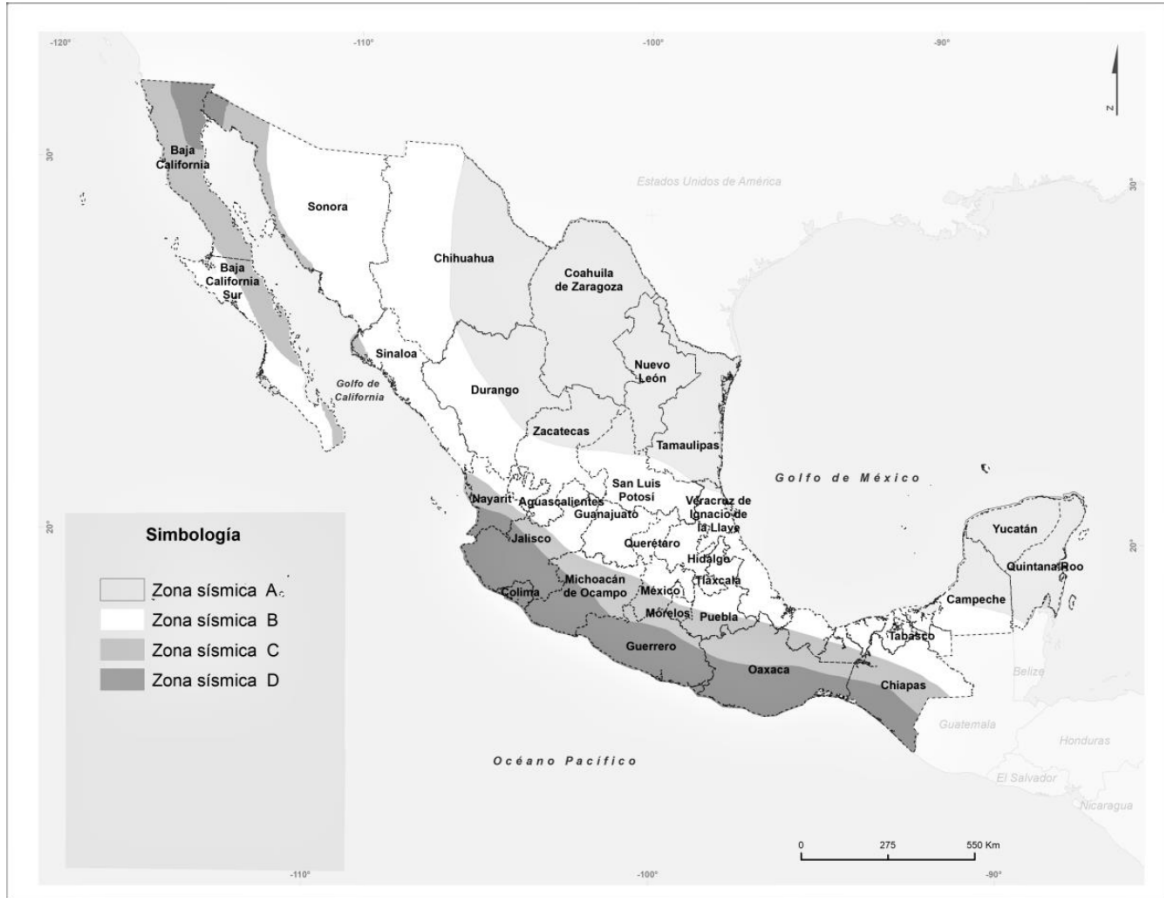 -120°
-110°
-100°
-90°
N
30°
30°
Baja
California
Sonora
Estados Unidos de América
Chihuahua
Coahuila
de Zaragoza
Baja
California
Sur
Sinaloa
Golfo de
California
Durango
Nuevo
León
Zacatecas
Tamaulipas
Golfo de México
San Luis
Potosí
Nayarit
Aguascalientes
Guanajuato
Veracruz de
Ignacio de
la Llave
Yucatán
20°
20°
Jalisco
Querétaro
Hidalgo
Quintana Roo
Colima
Michoacán
de Ocampo
México
Tlaxcala
Morelos
Puebla
Campeche
Tabasco
Guerrero
Oaxaca
Chiapas
Belize
Guatemala
Honduras
El Salvador
Nicaragua
Océano Pacífico
Simbología
Zona sísmica A
Zona sísmica B
Zona sísmica C
Zona sísmica D
0 275 550 Km
-110°
-100°
-90°